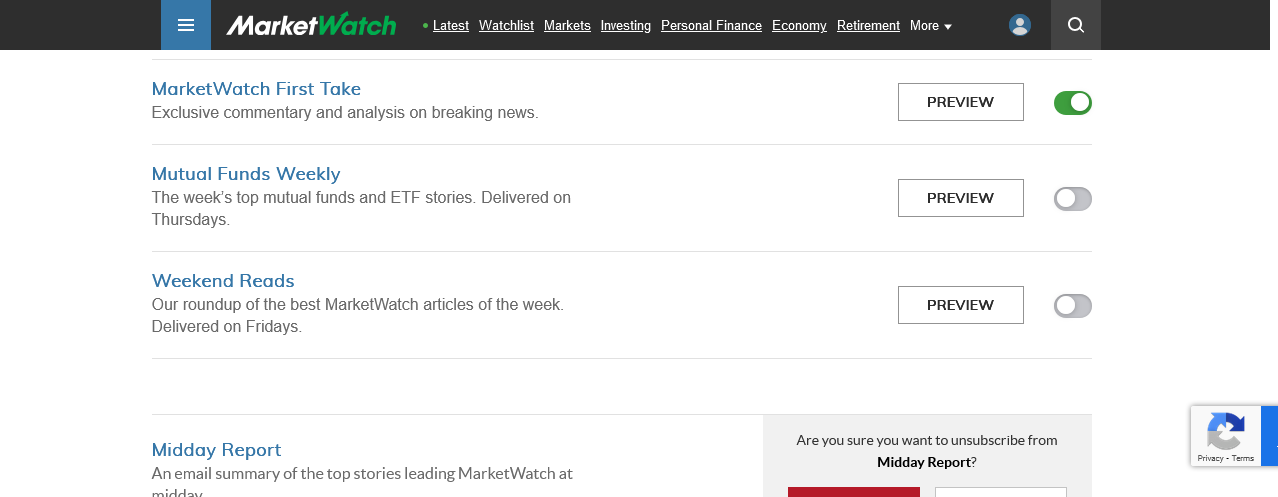 MarketWatch
Latest Watchlist Markets Investing Personal Finance Economy Retirement More
MarketWatch First Take
Exclusive commentary and analysis on breaking news.
PREVIEW
Mutual Funds Weekly
The week’s top mutual funds and ETF stories. Delivered on
Thursdays.
PREVIEW
Weekend Reads
Our roundup of the best MarketWatch articles of the week.
Delivered on Fridays.
PREVIEW
Midday Report
An email summary of the top stories leading MarketWatch at
midday.
Are you sure you want to unsubscribe from
Midday Report?
Privacy - Terms